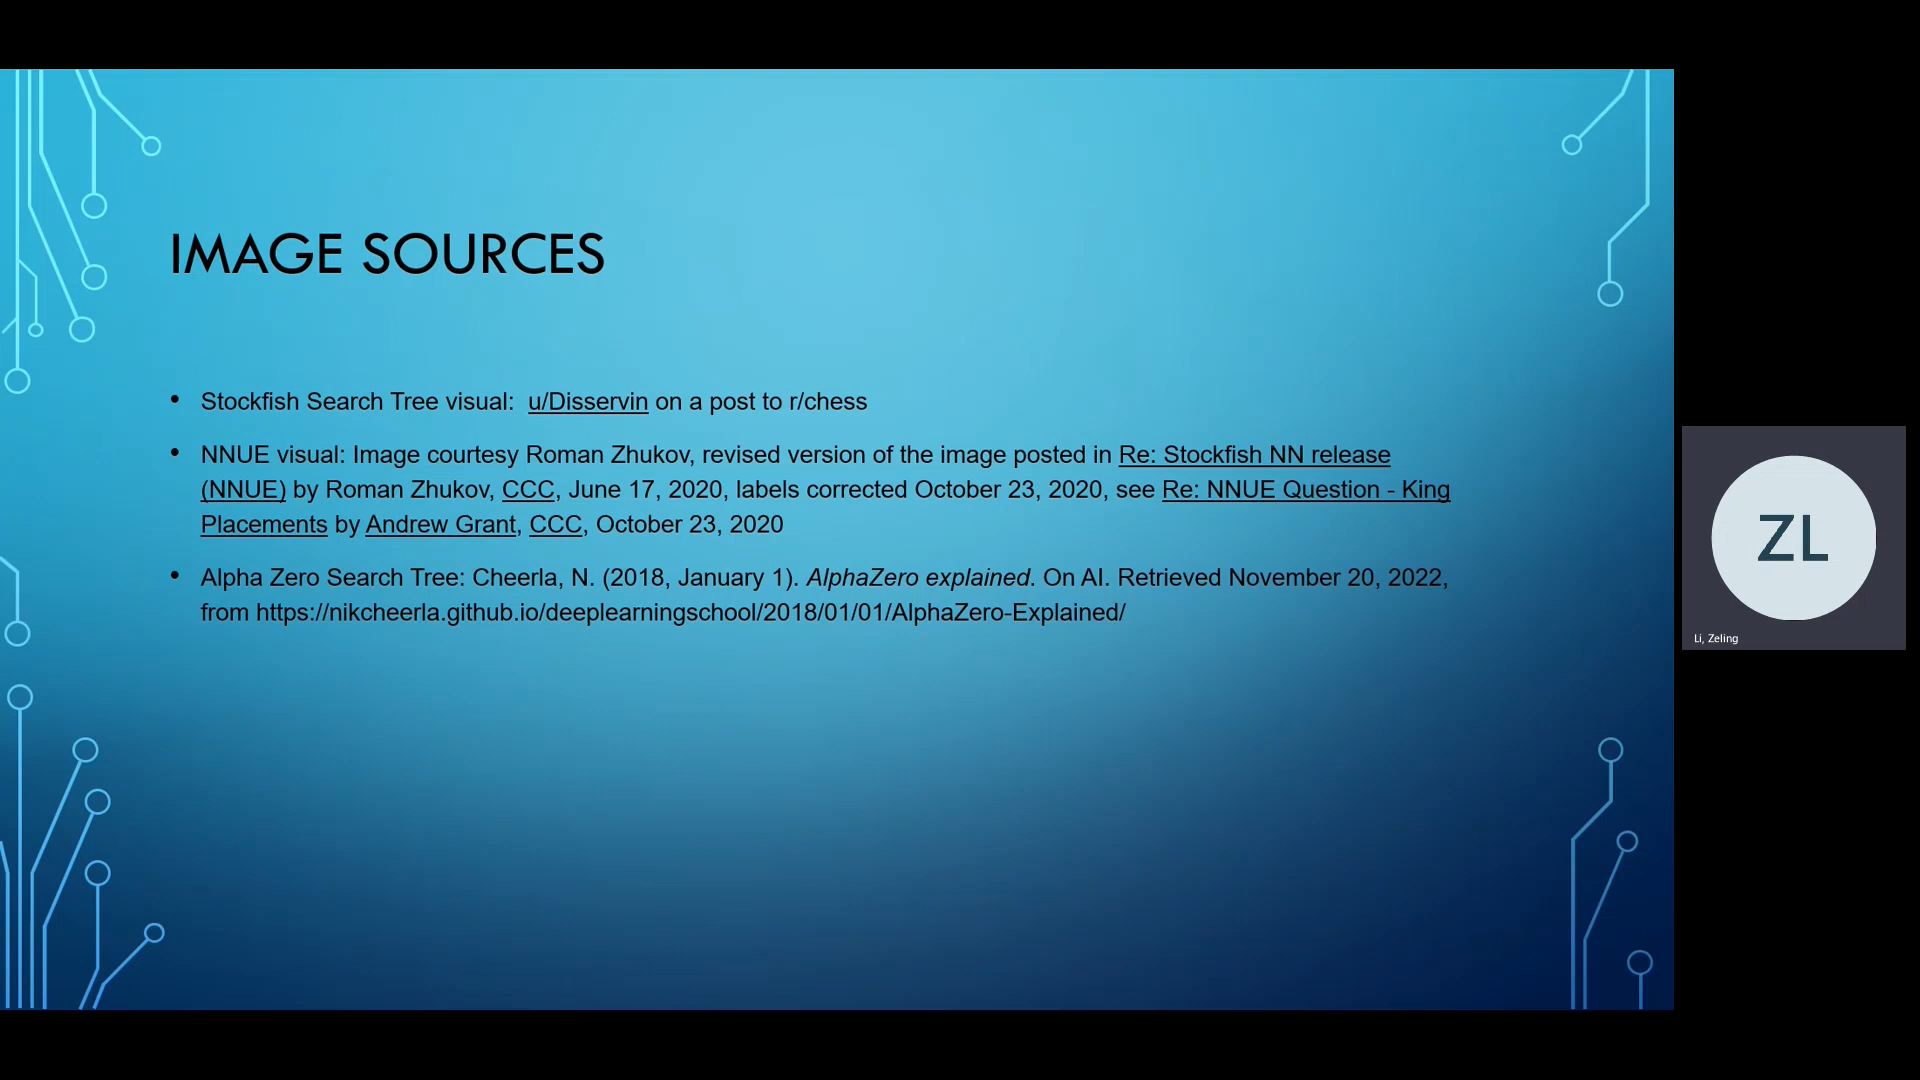 IMAGE SOURCES
• Stockfish Search Tree visual:  u/Disservin on a post to r/chess
• NNUE visual: Image courtesy Roman Zhukov, revised version of the image posted in Re: Stockfish NN release
(NNUE) by Roman Zhukov, CCC, June 17, 2020, labels corrected October 23, 2020, see Re: NNUE Question - King
Placements by Andrew Grant, CCC, October 23, 2020
• Alpha Zero Search Tree: Cheerla, N. (2018, January 1). AlphaZero explained. On AI. Retrieved November 20, 2022,
from https://nikcheerla.github.io/deeplearningschool/2018/01/01/AlphaZero-Explained/
ZL
Li, Zeling